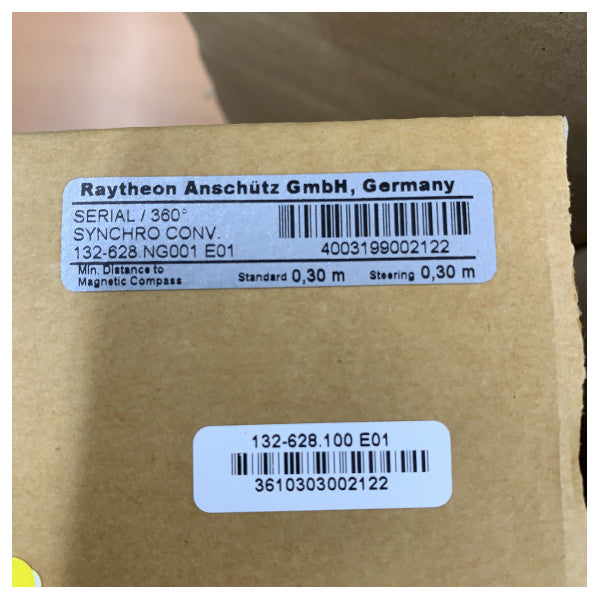 Raytheon Anschütz GmbH, Germany
SERIAL / 360°
SYNCHRO CONV.
132-628.NG001 E01
4003199002122
Min. Distance to
Magnetic Compass
Standard 0,30 m Steering 0,30 m
132-628.100 E01
3610303002122